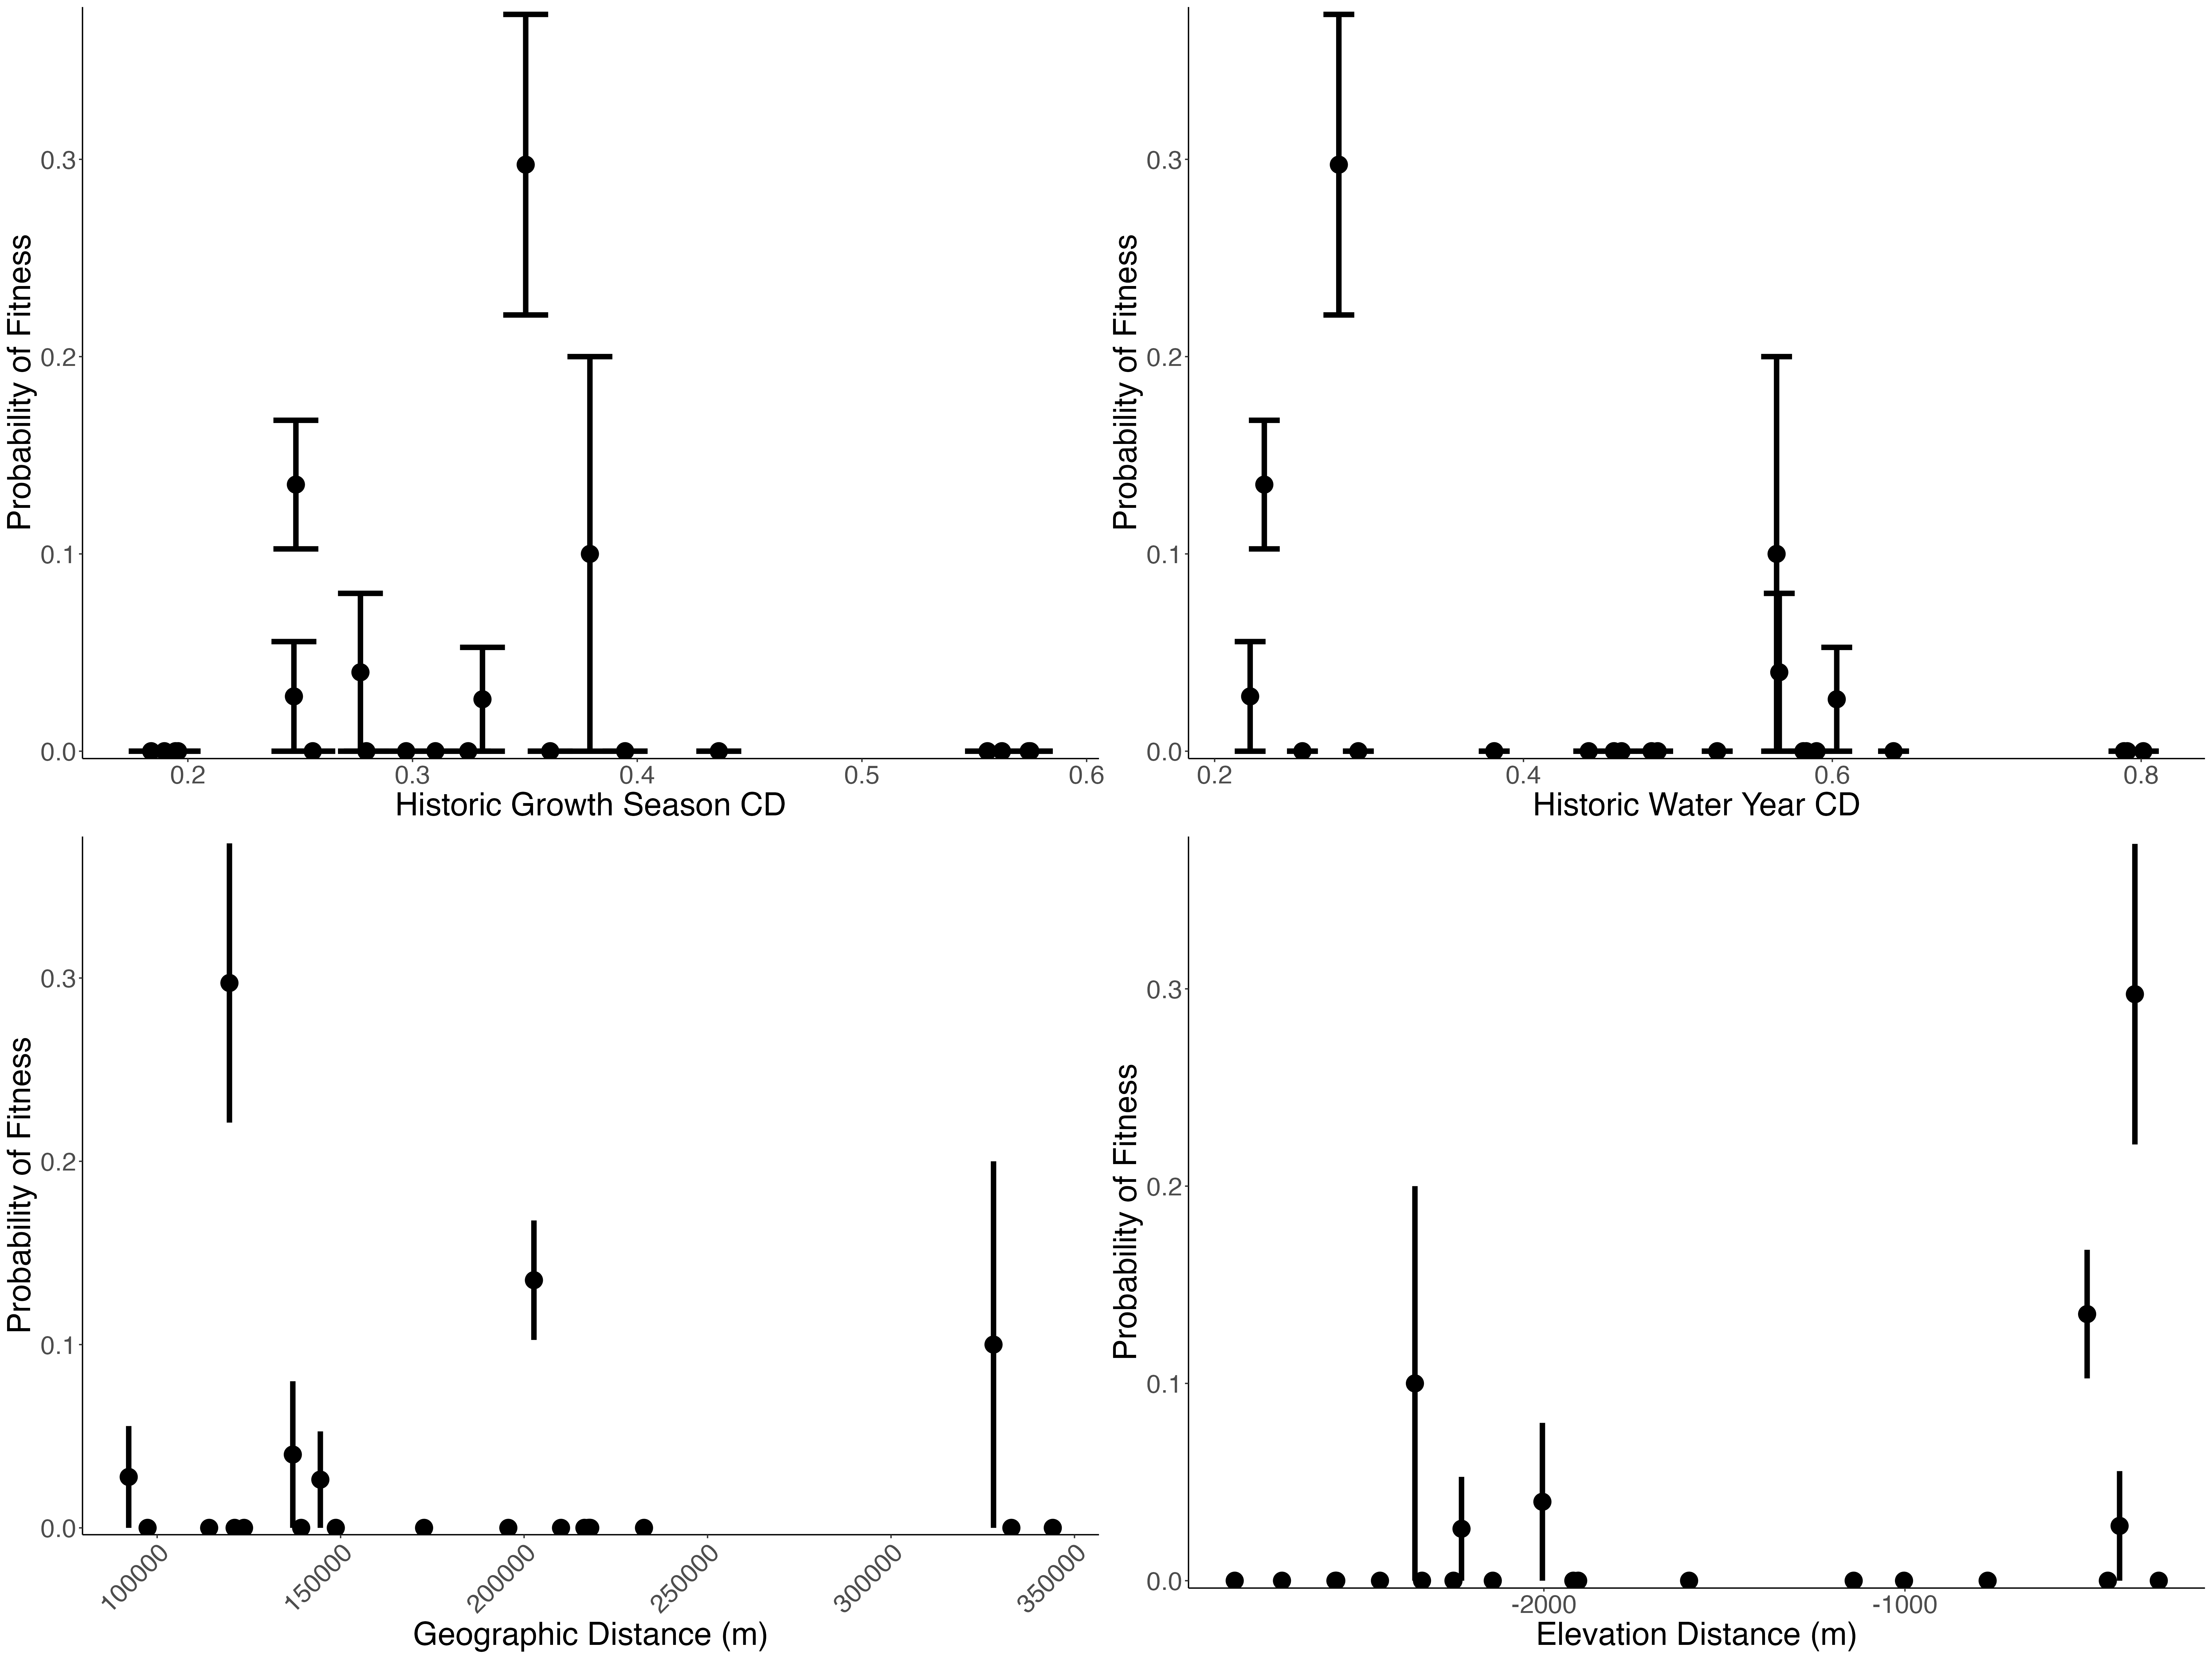 Probability of Fitness
0.3
0.2
0.1
0.0
0.2 0.3 0.4 0.5 0.6
Historic Growth Season CD
Probability of Fitness
0.3
0.2
0.1
0.0
0.2 0.4 0.6 0.8
Historic Water Year CD
Probability of Fitness
0.3
0.2
0.1
0.0
100000 150000 200000 250000 300000 350000
Geographic Distance (m)
Probability of Fitness
0.3
0.2
0.1
0.0
-2000 -1000
Elevation Distance (m)